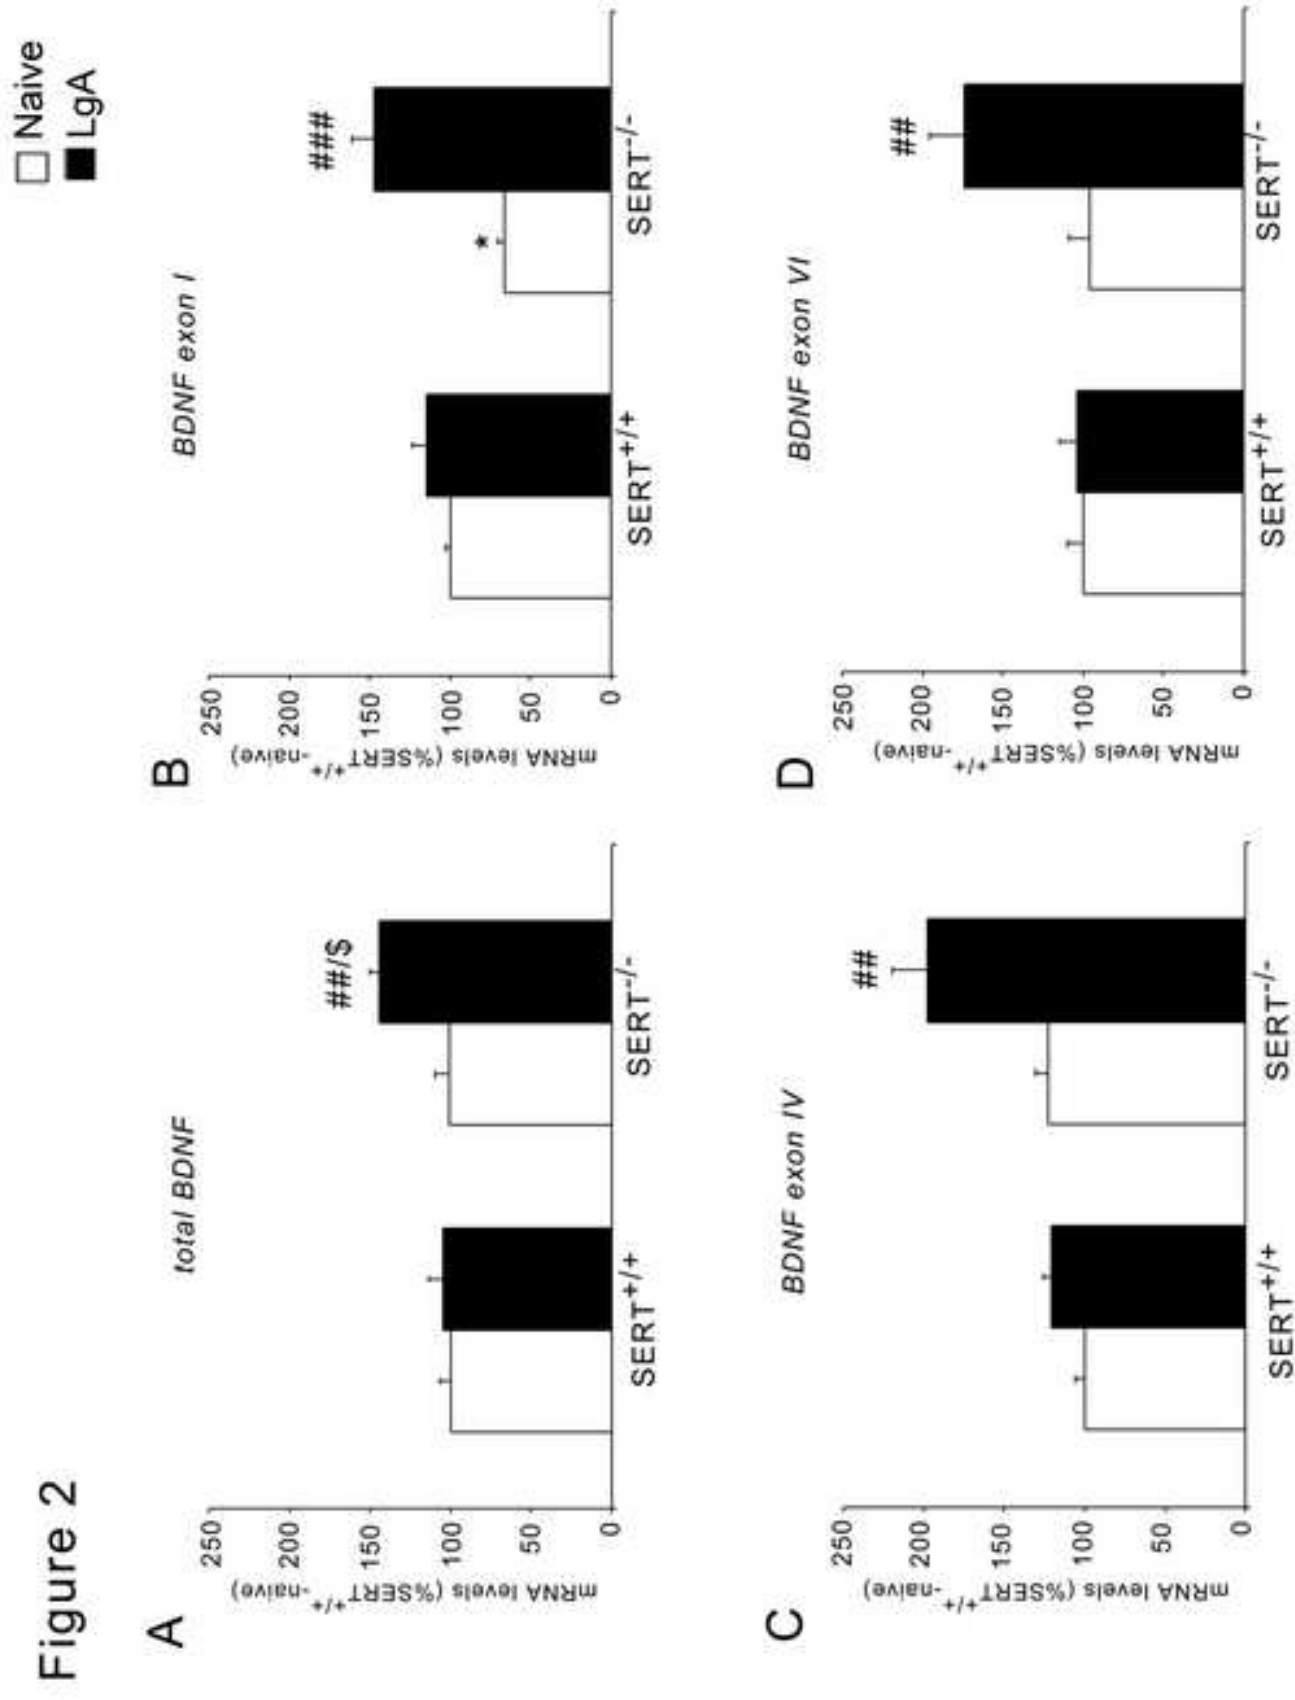 Figure 2
Naive
LgA
A
total BDNF
mRNA levels (%SERT+/+-naive)
250
200
150
100
50
0
##/$
SERT+/+
SERT-/-
B
BDNF exon I
mRNA levels (%SERT+/+-naive)
250
200
150
100
50
0
*
###
SERT+/+
SERT-/-
C
BDNF exon IV
mRNA levels (%SERT+/+-naive)
250
200
150
100
50
0
##
SERT+/+
SERT-/-
D
BDNF exon VI
mRNA levels (%SERT+/+-naive)
250
200
150
100
50
0
##
SERT+/+
SERT-/-